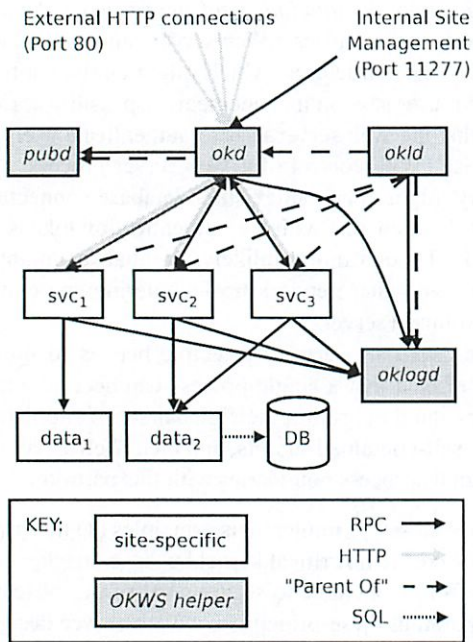 External HTTP connections
(Port 80)
Internal Site
Management
(Port 11277)
pubd
okd
okld
svc1
svc2
svc3
oklogd
data1
data2
DB
KEY:
site-specific
OKWS helper
RPC
HTTP
"Parent Of"
SQL